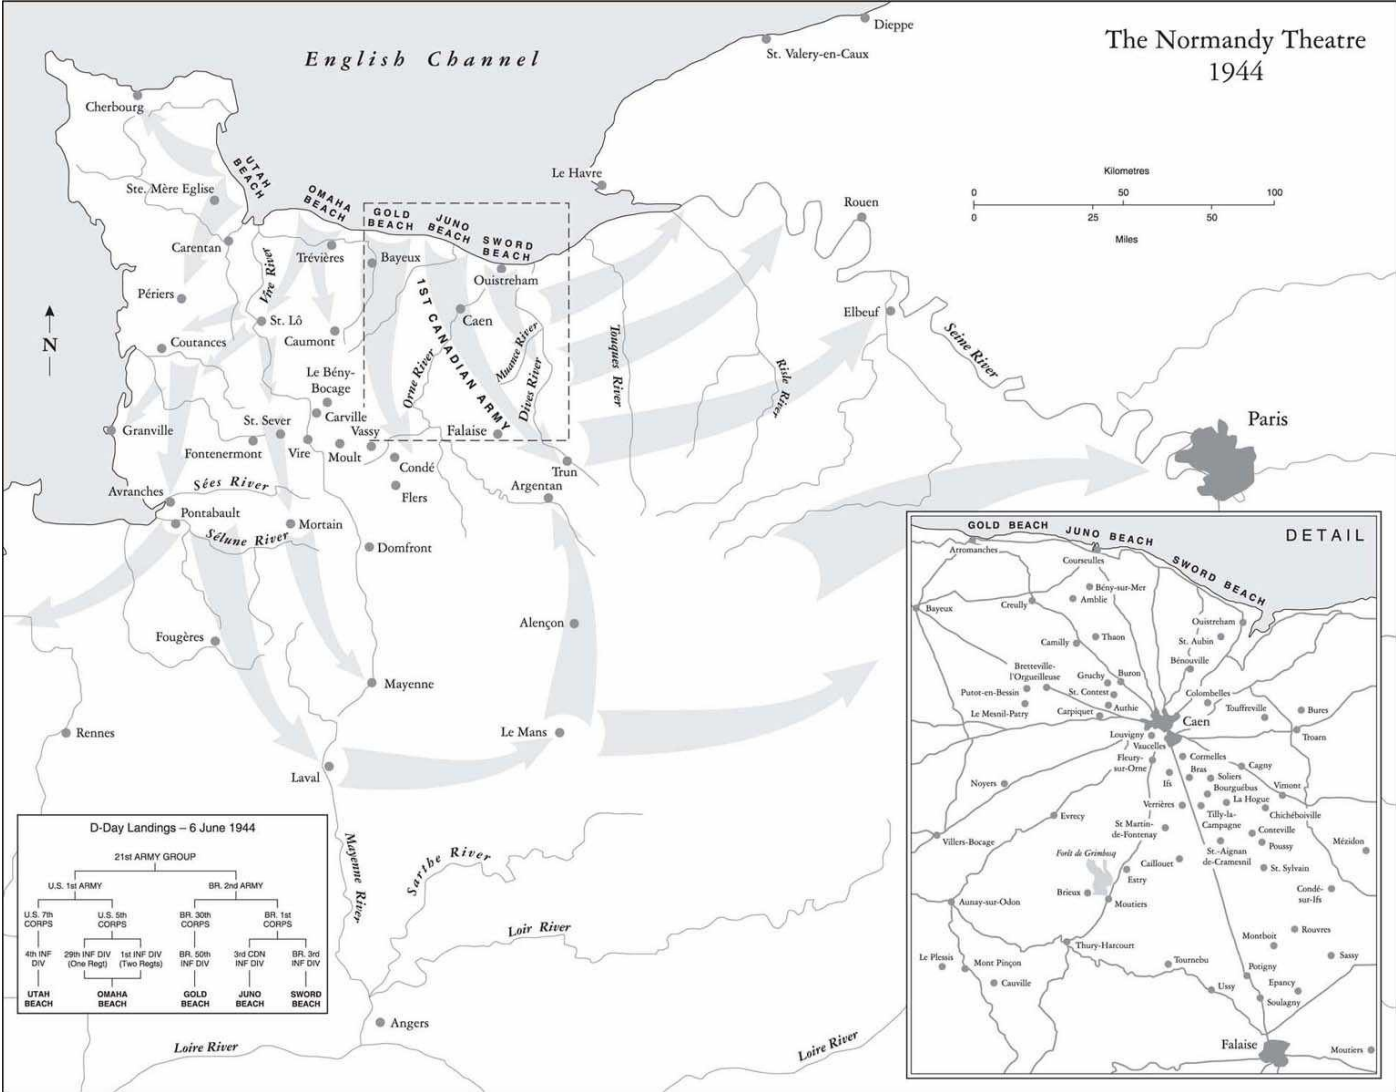 The Normandy Theatre
1944
English Channel
Dieppe
St. Valery-en-Caux
Cherbourg
UTAH
BEACH
Ste. Mère Eglise
OMAHA
BEACH
GOLD
BEACH
JUNO
BEACH
SWORD
BEACH
Le Havre
Rouen
Kilometres
0 50 100
0 25 50
Miles
Carentan
Vire River
Trévières
Bayeux
Ouistreham
1ST CANADIAN ARMY
Périers
St. Lô
Caen
Elbeuf
Seine River
N
Coutances
Caumont
Muance River
Orne River
Dives River
Touques River
Risle River
Le Bény-
Bocage
Granville
St. Sever
Carville
Vassy
Falaise
Paris
Fontenermont
Vire
Moult
Condé
Trun
Avranches
Sées River
Flers
Argentan
Pontabault
Sélune River
Mortain
Domfront
Fougères
Alençon
Mayenne
Rennes
Le Mans
Laval
Mayenne River
Sarthe River
Loir River
Angers
Loire River
Loire River
D-Day Landings – 6 June 1944
21st ARMY GROUP
U.S. 1st ARMY
BR. 2nd ARMY
U.S. 7th
CORPS
U.S. 5th
CORPS
BR. 30th
CORPS
BR. 1st
CORPS
4th INF
DIV
29th INF DIV
(One Regt)
1st INF DIV
(Two Regts)
BR. 50th
INF DIV
3rd CDN
INF DIV
BR. 3rd
INF DIV
UTAH
BEACH
OMAHA
BEACH
GOLD
BEACH
JUNO
BEACH
SWORD
BEACH
DETAIL
GOLD BEACH
JUNO BEACH
SWORD BEACH
Arromanches
Courseulles
Bény-sur-Mer
Amblie
Creully
Bayeux
Ouistreham
St. Aubin
Thaon
Camilly
Bénouville
Bretteville-
l'Orgueilleuse
Gruchy
Buron
Putot-en-Bessin
St. Contest
Colombelles
Le Mesnil-Patry
Carpiquet
Authie
Touffreville
Bures
Caen
Troarn
Louvigny
Vaucelles
Fleury-
sur-Orne
Cormelles
Cagny
Ifs
Bras
Soliers
Vimont
Noyers
Bourguébus
La Hogue
Verrières
Chichéboiville
Evrecy
Tilly-la-
Campagne
St Martin-
de-Fontenay
Conteville
Villers-Bocage
Poussy
Mézidon
Forêt de Grimbosq
St.-Aignan
de-Cramesnil
Caillouet
St. Sylvain
Estry
Condé-
sur-Ifs
Brieux
Aunay-sur-Odon
Moutiers
Rouvres
Montboit
Thury-Harcourt
Sassy
Le Plessis
Mont Pinçon
Tournebu
Potigny
Cauville
Ussy
Epancy
Soulagny
Falaise
Moutiers